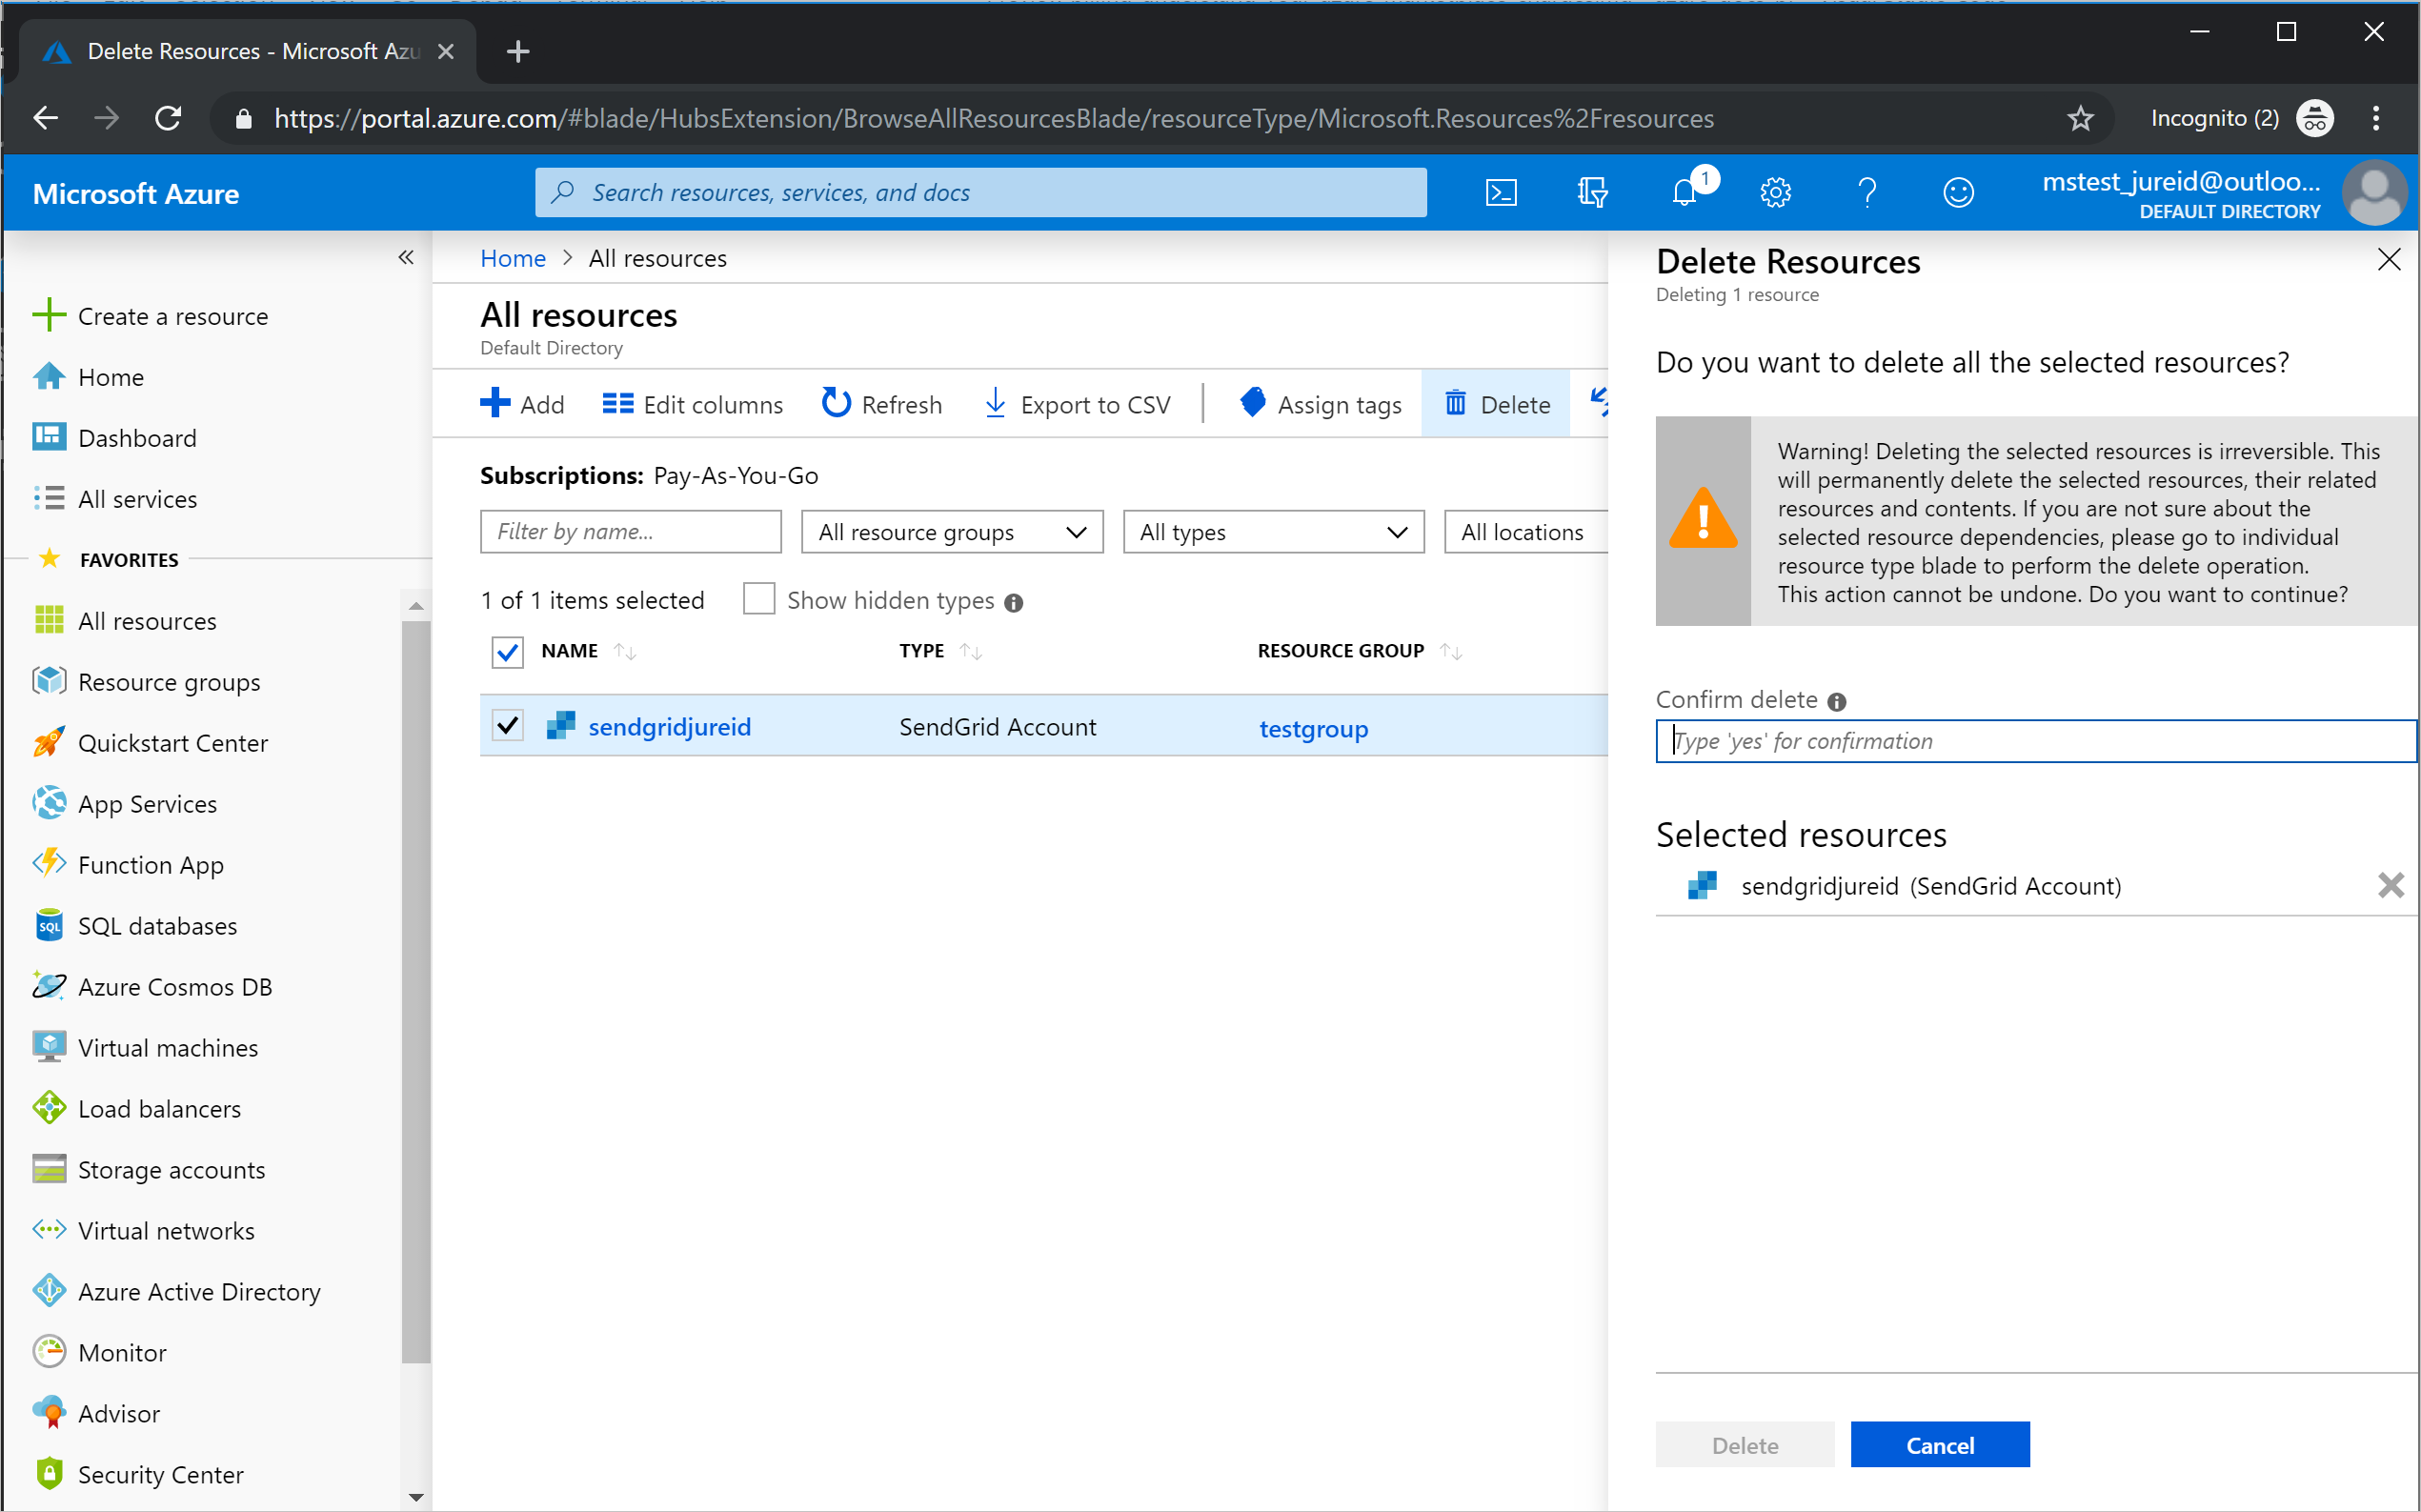 Delete Resources - Microsoft Azu
https://portal.azure.com/#blade/HubsExtension/BrowseAllResourcesBlade/resourceType/Microsoft.Resources%2Fresources
Incognito (2)
Microsoft Azure
Search resources, services, and docs
1
mstest_jureid@outloo...
DEFAULT DIRECTORY
Create a resource
Home
Dashboard
All services
FAVORITES
All resources
Resource groups
Quickstart Center
App Services
Function App
SQL
SQL databases
Azure Cosmos DB
Virtual machines
Load balancers
Storage accounts
Virtual networks
Azure Active Directory
Monitor
Advisor
Security Center
Home > All resources
All resources
Default Directory
Add
Edit columns
Refresh
Export to CSV
Assign tags
Delete
Subscriptions: Pay-As-You-Go
Filter by name...
All resource groups
All types
All locations
1 of 1 items selected
Show hidden types
NAME
TYPE
RESOURCE GROUP
sendgridjureid
SendGrid Account
testgroup
Delete Resources
Deleting 1 resource
Do you want to delete all the selected resources?
Warning! Deleting the selected resources is irreversible. This
will permanently delete the selected resources, their related
resources and contents. If you are not sure about the
selected resource dependencies, please go to individual
resource type blade to perform the delete operation.
This action cannot be undone. Do you want to continue?
Confirm delete
Type 'yes' for confirmation
Selected resources
sendgridjureid (SendGrid Account)
Delete
Cancel